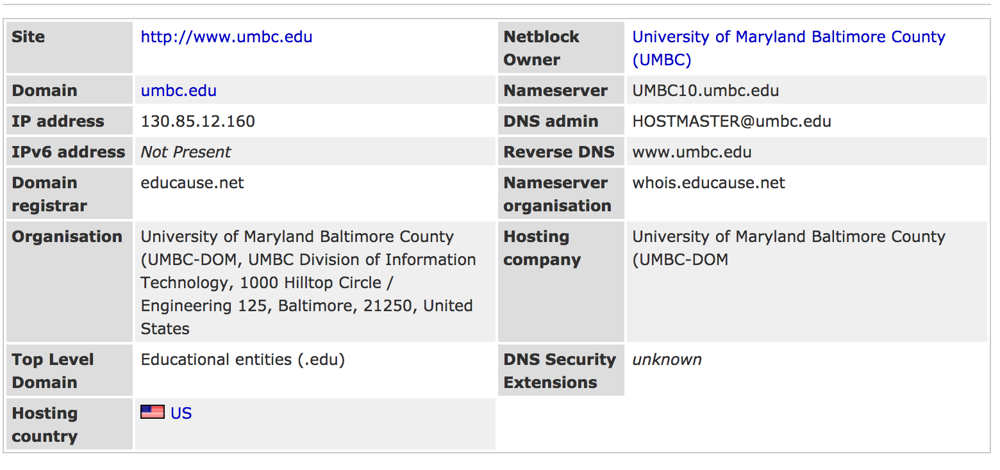 Site http://www.umbc.edu Netblock Owner University of Maryland Baltimore County (UMBC)
Domain umbc.edu Nameserver UMBC10.umbc.edu
IP address 130.85.12.160 DNS admin HOSTMASTER@umbc.edu
IPv6 address Not Present Reverse DNS www.umbc.edu
Domain registrar educause.net Nameserver organisation whois.educause.net
Organisation University of Maryland Baltimore County
(UMBC-DOM, UMBC Division of Information
Technology, 1000 Hilltop Circle /
Engineering 125, Baltimore, 21250, United
States
Hosting company University of Maryland Baltimore County
(UMBC-DOM
Top Level Domain Educational entities (.edu) DNS Security Extensions unknown
Hosting country US